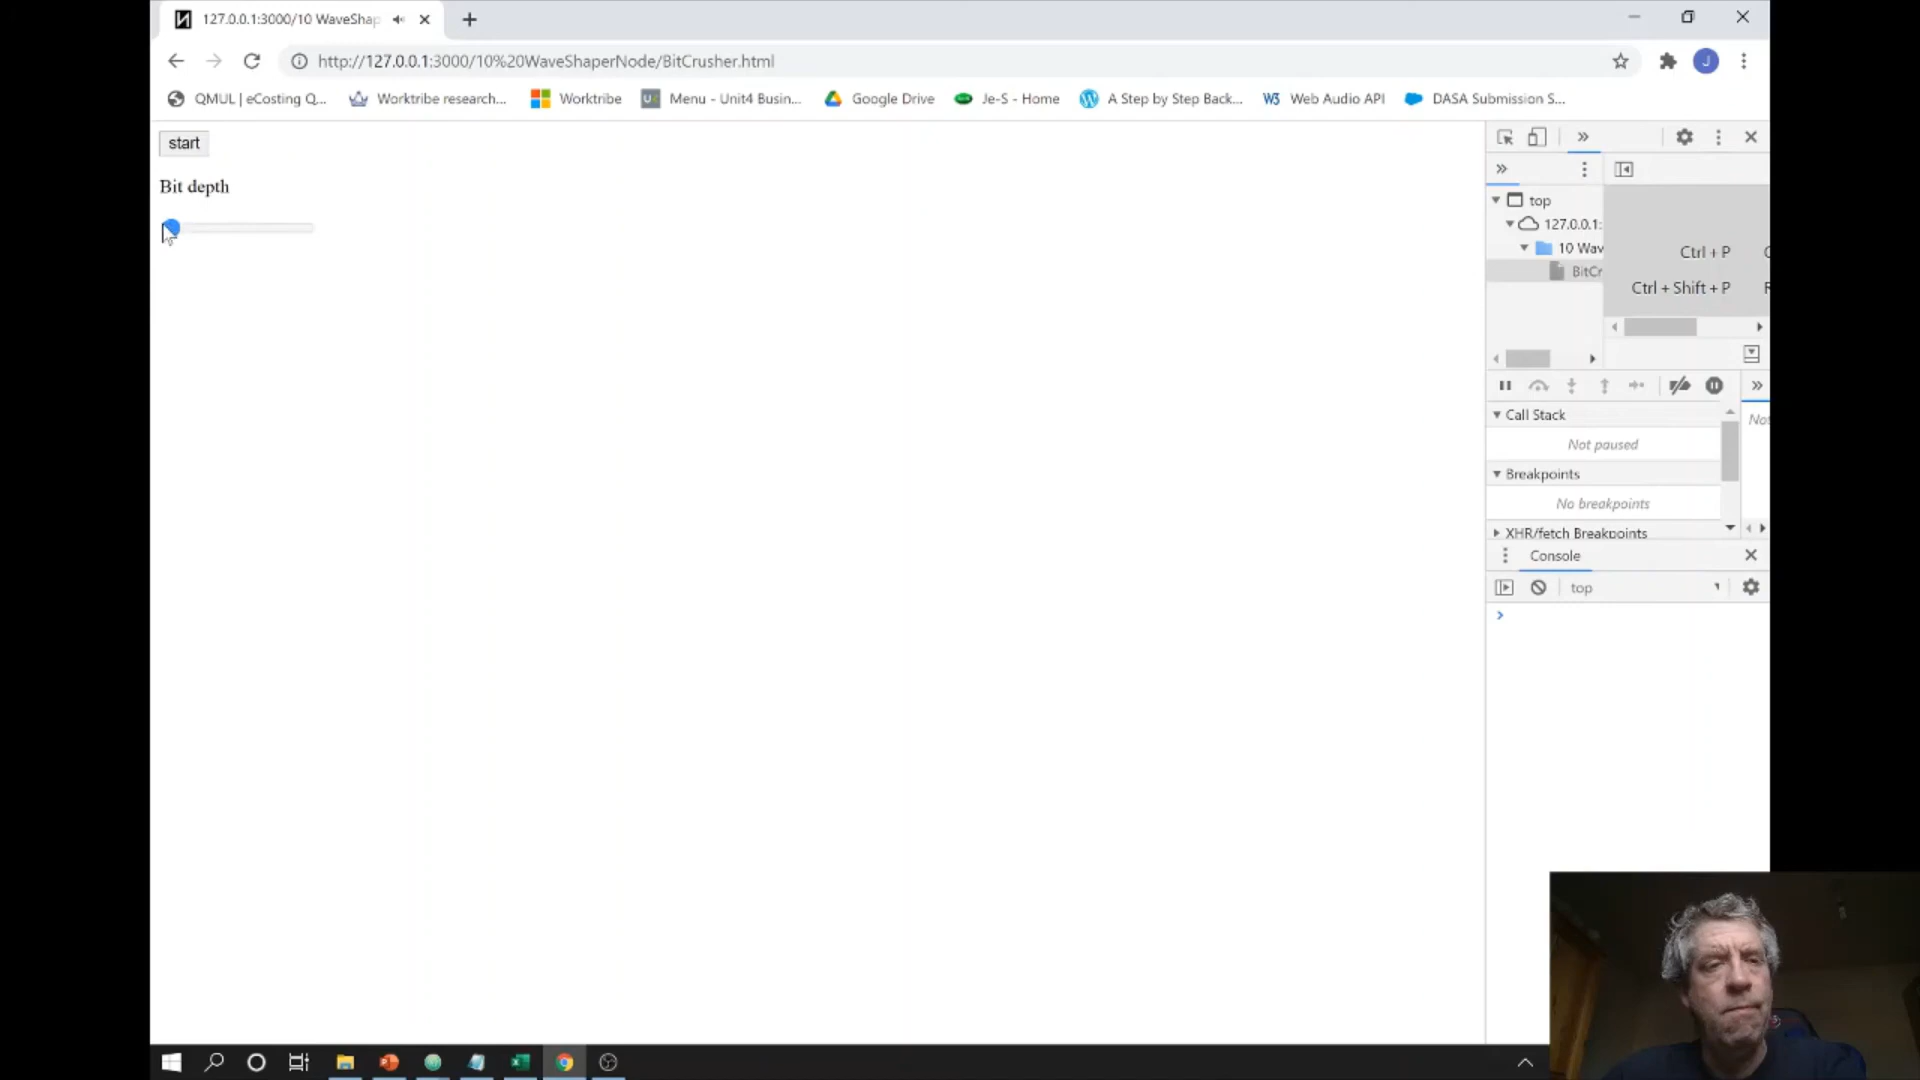 127.0.0.1:3000/10 WaveShap
http://127.0.0.1:3000/10%20WaveShaperNode/BitCrusher.html
J
QMUL | eCosting Q...
Worktribe research...
Worktribe
Menu - Unit4 Busin...
Google Drive
Je-S - Home
A Step by Step Back...
Web Audio API
DASA Submission S...
start
Bit depth
top
127.0.0.1:
10 Wav
BitCr
Ctrl + P
Ctrl + Shift + P
Call Stack
Not paused
Not
Breakpoints
No breakpoints
XHR/fetch Breakpoints
Console
top